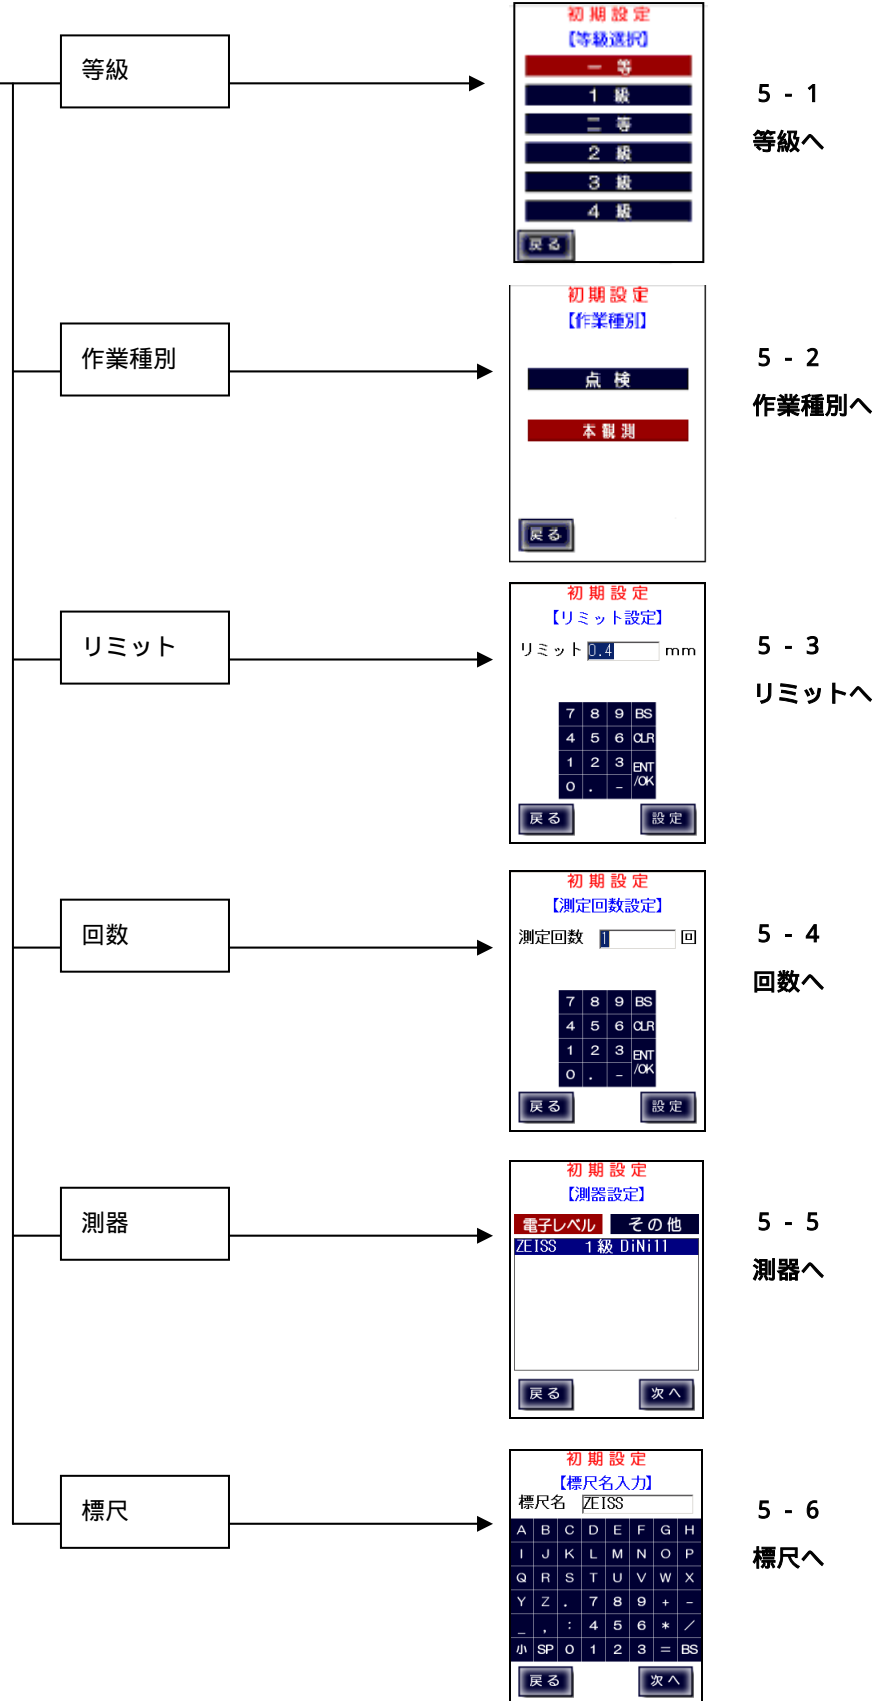 等級
初期設定
【等級選択】
一 等
1 級
二 等
2 級
3 級
4 級
戻る
5 - 1
等級へ
作業種別
初期設定
【作業種別】
点 検
本観測
戻る
5 - 2
作業種別へ
リミット
初期設定
【リミット設定】
リミット 0.4 mm
7 8 9 BS
4 5 6 CLR
1 2 3 ENT/OK
0 . -
戻る 設定
5 - 3
リミットへ
回数
初期設定
【測定回数設定】
測定回数 1 回
7 8 9 BS
4 5 6 CLR
1 2 3 ENT/OK
0 . -
戻る 設定
5 - 4
回数へ
測器
初期設定
【測器設定】
電子レベル その他
ZEISS 1級 DiNi11
戻る 次へ
5 - 5
測器へ
標尺
初期設定
【標尺名入力】
標尺名 ZEISS
A B C D E F G H
I J K L M N O P
Q R S T U V W X
Y Z . 7 8 9 + -
_ , : 4 5 6 * /
小 SP 0 1 2 3 = BS
戻る 次へ
5 - 6
標尺へ